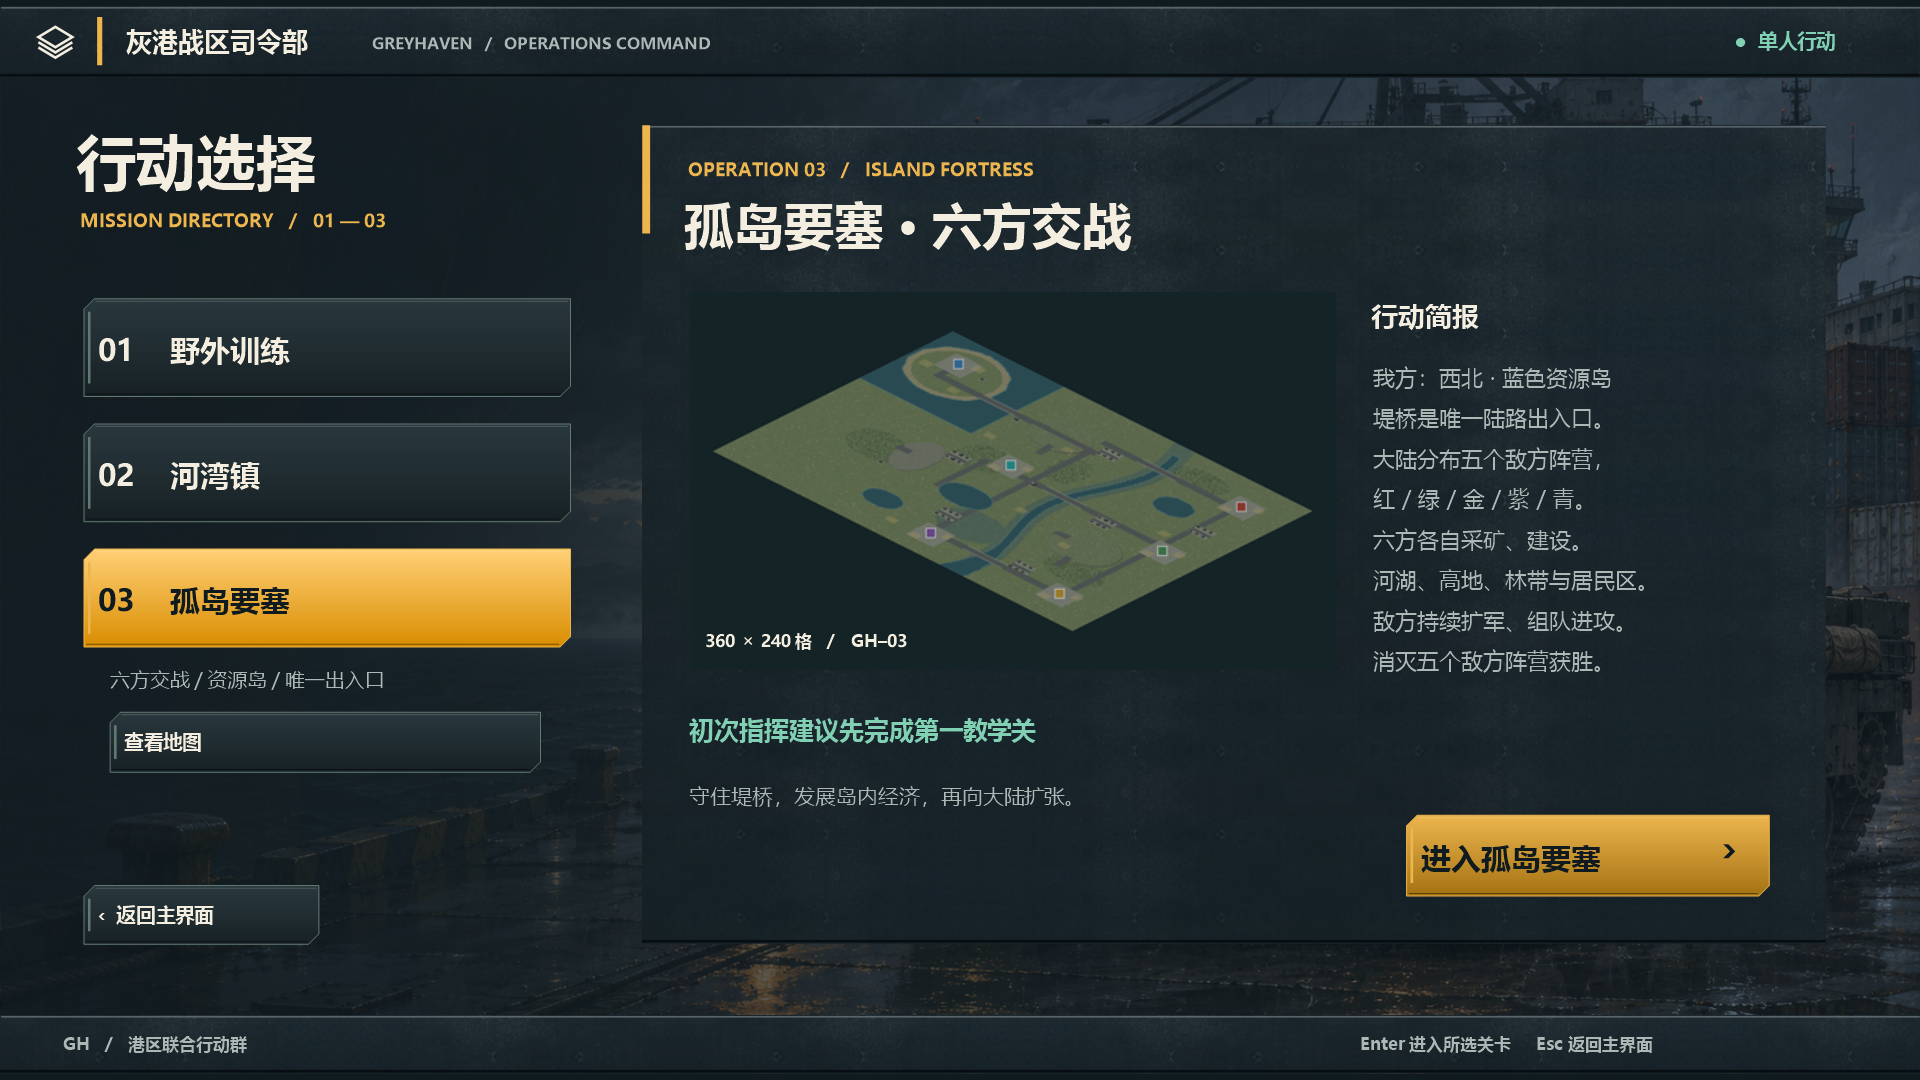 灰港战区司令部
GREYHAVEN / OPERATIONS COMMAND
单人行动
行动选择
MISSION DIRECTORY / 01 — 03
01 野外训练
02 河湾镇
03 孤岛要塞
六方交战 / 资源岛 / 唯一出入口
查看地图
‹ 返回主界面
OPERATION 03 / ISLAND FORTRESS
孤岛要塞 · 六方交战
360 × 240 格 / GH–03
行动简报
我方：西北 · 蓝色资源岛
堤桥是唯一陆路出入口。
大陆分布五个敌方阵营，
红 / 绿 / 金 / 紫 / 青。
六方各自采矿、建设。
河湖、高地、林带与居民区。
敌方持续扩军、组队进攻。
消灭五个敌方阵营获胜。
初次指挥建议先完成第一教学关
守住堤桥，发展岛内经济，再向大陆扩张。
进入孤岛要塞 ›
GH / 港区联合行动群
Enter 进入所选关卡 Esc 返回主界面